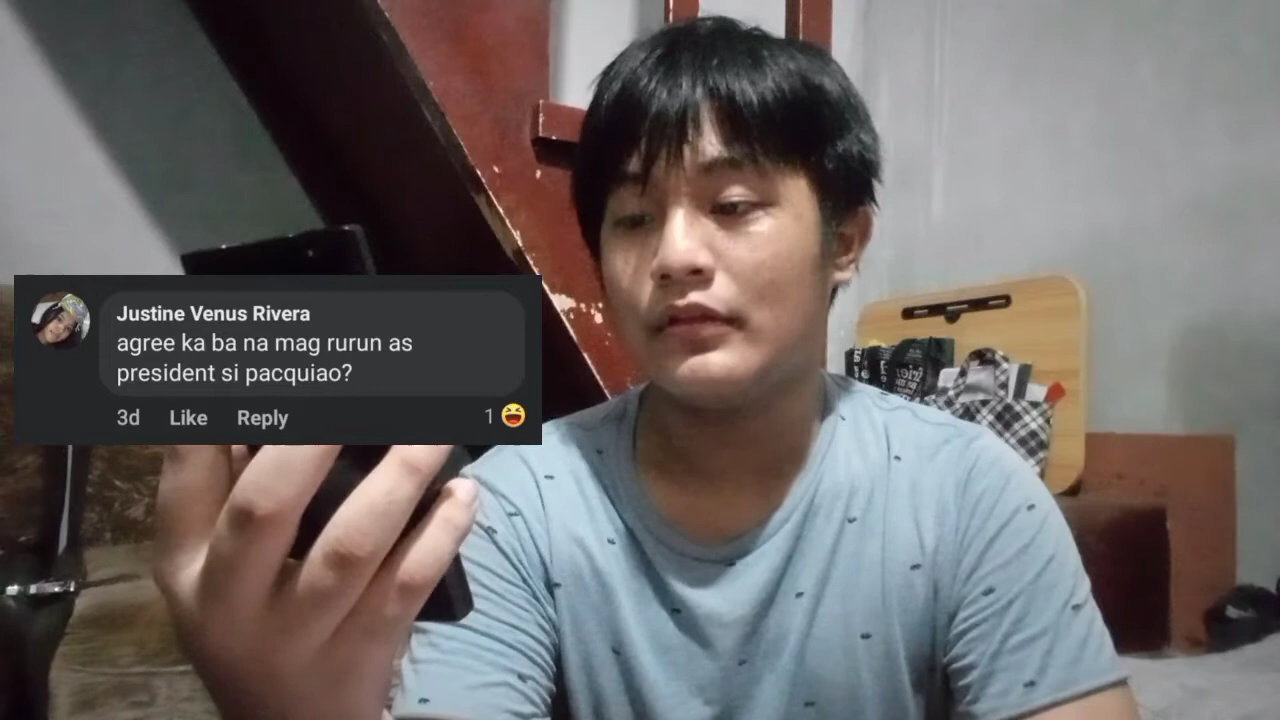 Justine Venus Rivera
agree ka ba na mag rurun as
president si pacquiao?
3d Like Reply 1